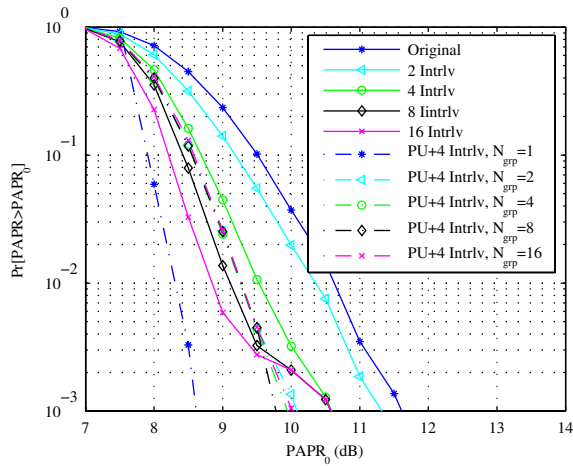 10^0
10^-1
10^-2
10^-3
Pr[PAPR>PAPR_0]
7 8 9 10 11 12 13 14
PAPR_0 (dB)
Original
2 Intrlv
4 Intrlv
8 Iintrlv
16 Intrlv
PU+4 Intrlv, N_grp=1
PU+4 Intrlv, N_grp=2
PU+4 Intrlv, N_grp=4
PU+4 Intrlv, N_grp=8
PU+4 Intrlv, N_grp=16